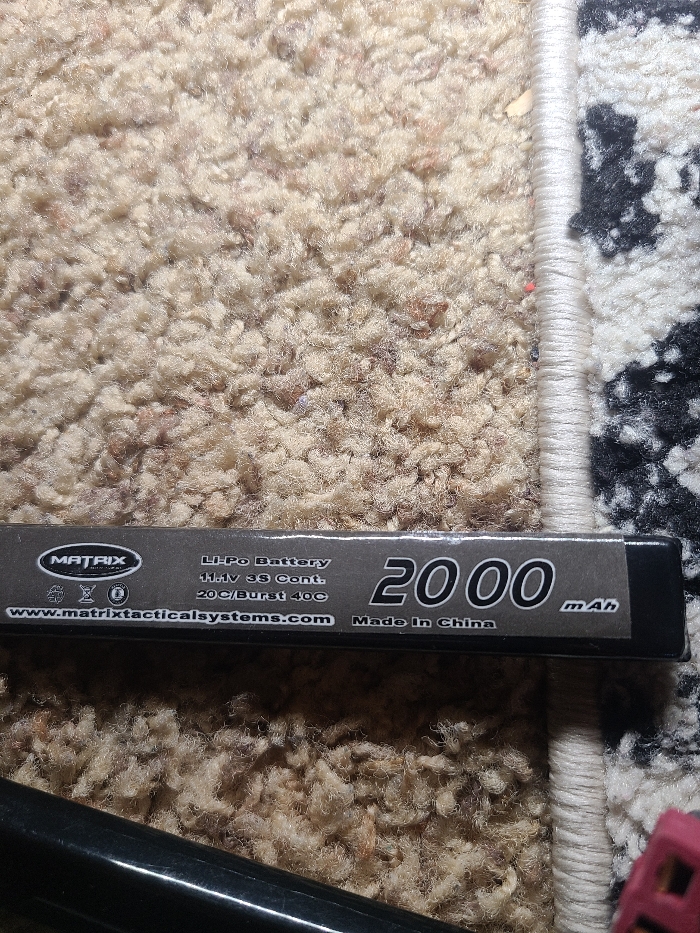 MATRIX
Li-Po Battery
11.1V 3S Cont.
20C/Burst 40C
www.matrixtacticalsystems.com
2000 mAh
Made In China